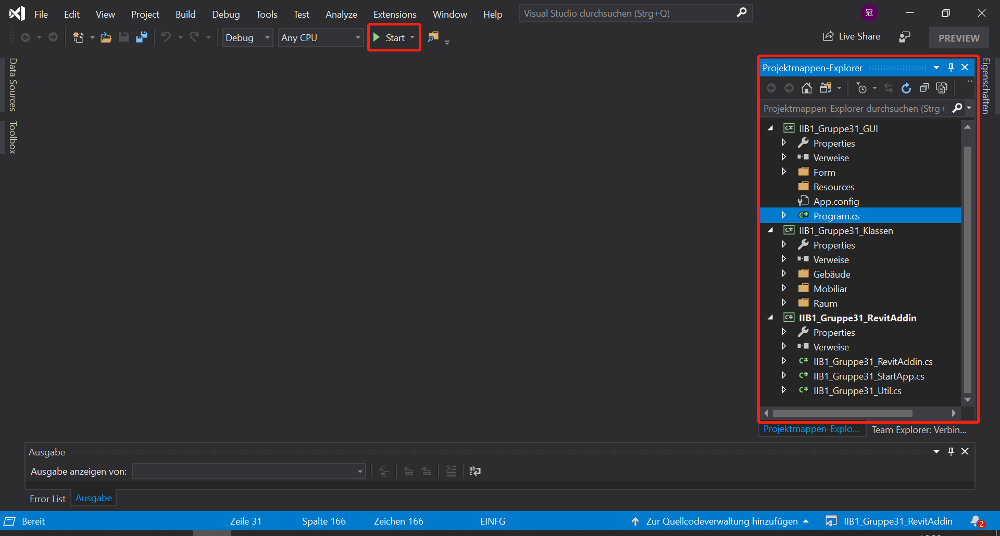 File Edit View Project Build Debug Tools Test Analyze Extensions Window Help Visual Studio durchsuchen (Strg+Q) 冠
Debug Any CPU Start Live Share PREVIEW
Data Sources
Toolbox
Projektmappen-Explorer
Eigenschaften
Projektmappen-Explorer durchsuchen (Strg+
C# IIB1_Gruppe31_GUI
Properties
Verweise
Form
Resources
App.config
C# Program.cs
C# IIB1_Gruppe31_Klassen
Properties
Verweise
Gebäude
Mobiliar
Raum
C# IIB1_Gruppe31_RevitAddin
Properties
Verweise
C# IIB1_Gruppe31_RevitAddin.cs
C# IIB1_Gruppe31_StartApp.cs
C# IIB1_Gruppe31_Util.cs
Projektmappen-Explo... Team Explorer: Verbin...
Ausgabe
Ausgabe anzeigen von:
Error List Ausgabe
Bereit Zeile 31 Spalte 166 Zeichen 166 EINFG Zur Quellcodeverwaltung hinzufügen IIB1_Gruppe31_RevitAddin 2